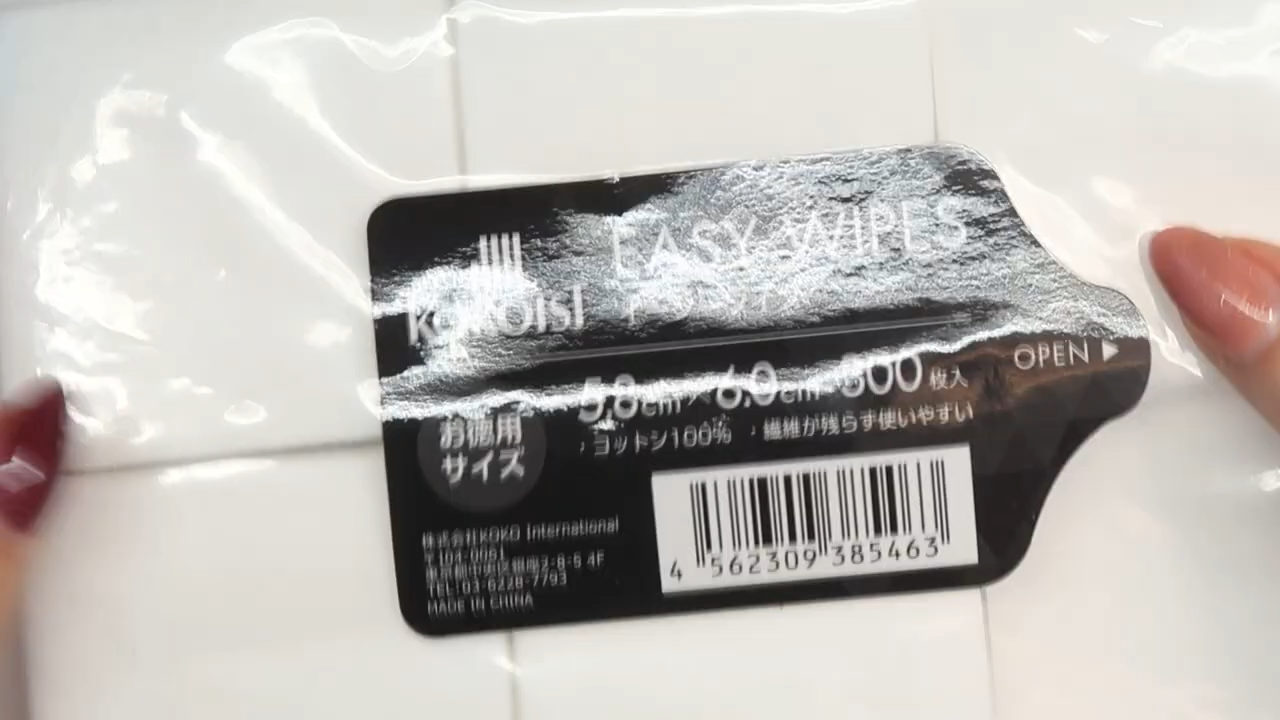 KOKOIST
EASY WIPES
OPEN ▶
5.8cm×6.0cm 800枚入
・コットン100% ・繊維が残らず使いやすい
お徳用
サイズ
株式会社KOKO International
TEL:03-6228-7793
MADE IN CHINA
4 562309 385463